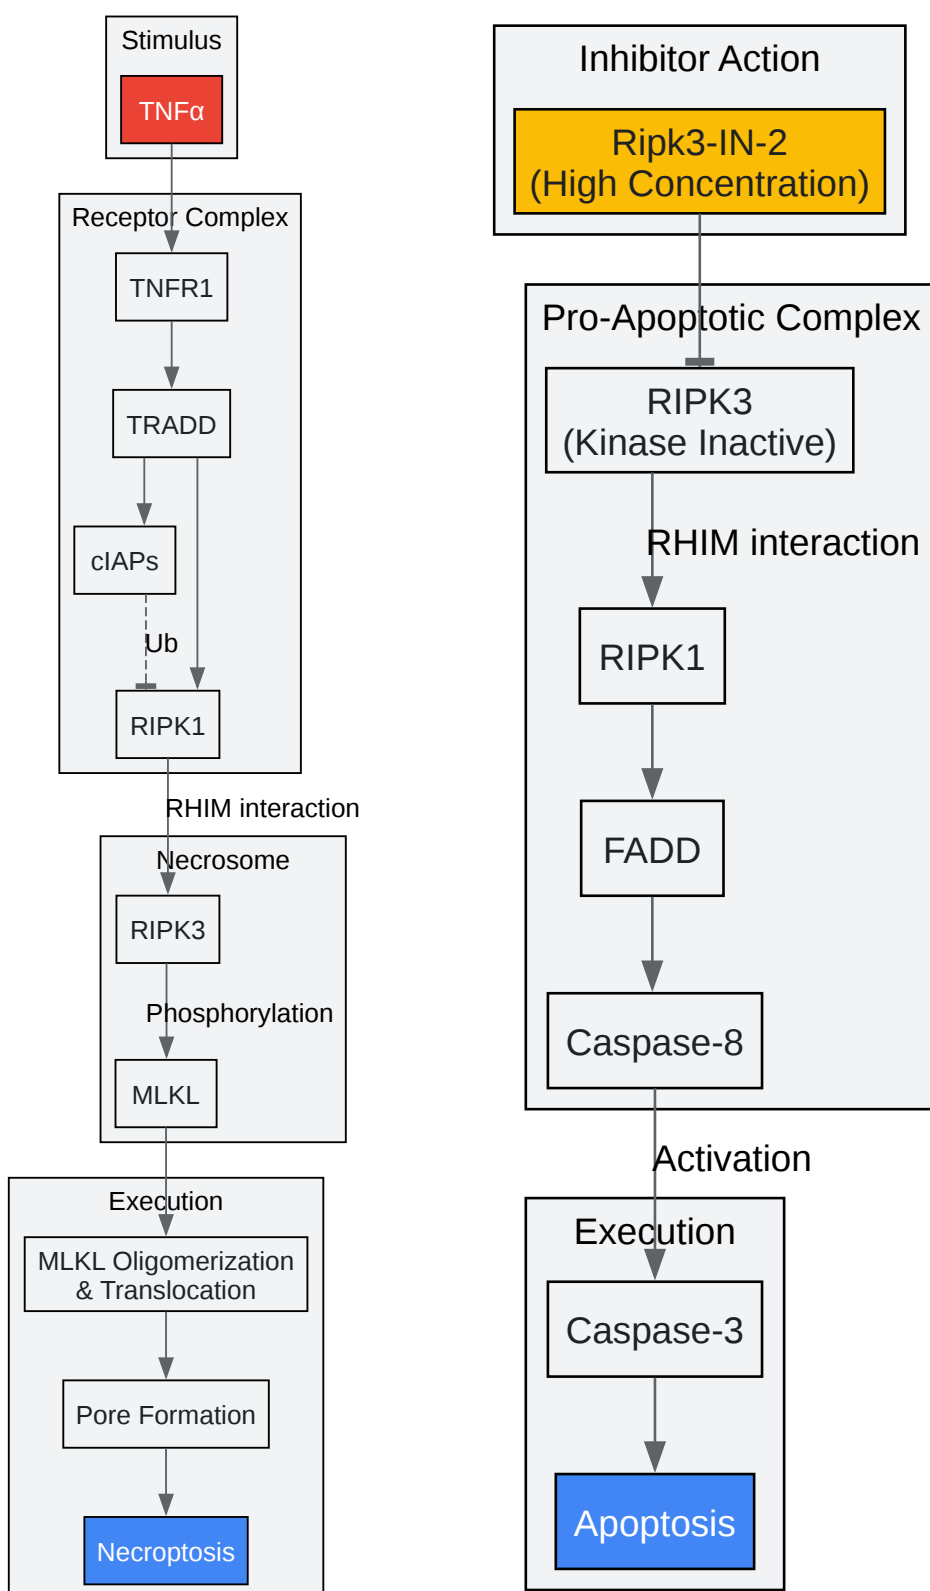 Stimulus
TNFα
Receptor Complex
TNFR1
TRADD
cIAPs
Ub
RIPK1
RHIM interaction
Necrosome
RIPK3
Phosphorylation
MLKL
Execution
MLKL Oligomerization
& Translocation
Pore Formation
Necroptosis
Inhibitor Action
Ripk3-IN-2
(High Concentration)
Pro-Apoptotic Complex
RIPK3
(Kinase Inactive)
RHIM interaction
RIPK1
FADD
Caspase-8
Activation
Execution
Caspase-3
Apoptosis